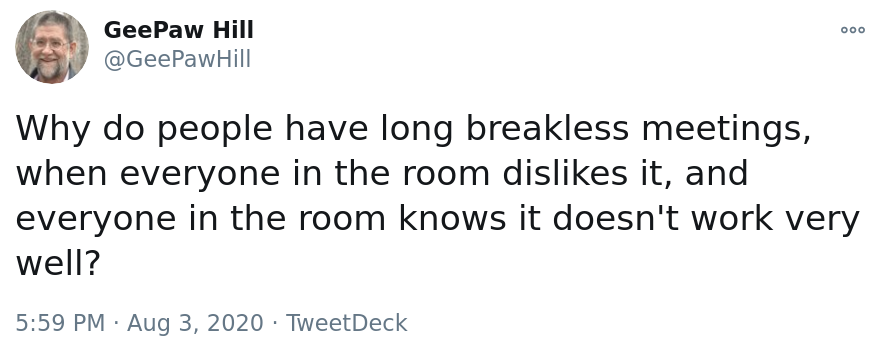 GeePaw Hill
@GeePawHill
Why do people have long breakless meetings,
when everyone in the room dislikes it, and
everyone in the room knows it doesn't work very
well?
5:59 PM · Aug 3, 2020 · TweetDeck